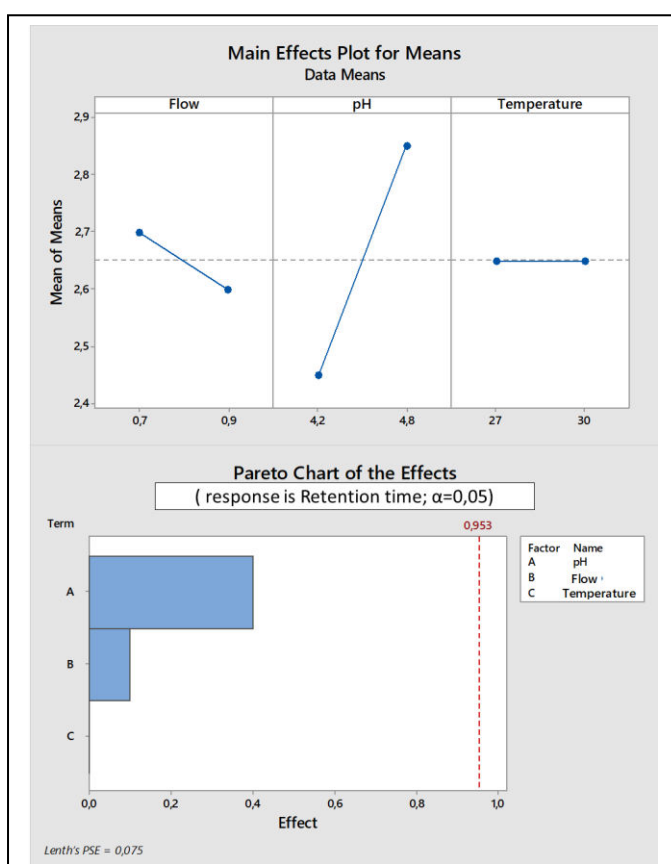 Main Effects Plot for Means
Data Means
Flow pH Temperature
2,9
2,8
2,7
2,6
2,5
2,4
Mean of Means
0,7 0,9 4,2 4,8 27 30
Pareto Chart of the Effects
( response is Retention time; α=0,05)
Term
0,953
A
B
C
Factor Name
A pH
B Flow
C Temperature
0,0 0,2 0,4 0,6 0,8 1,0
Effect
Lenth's PSE = 0,075